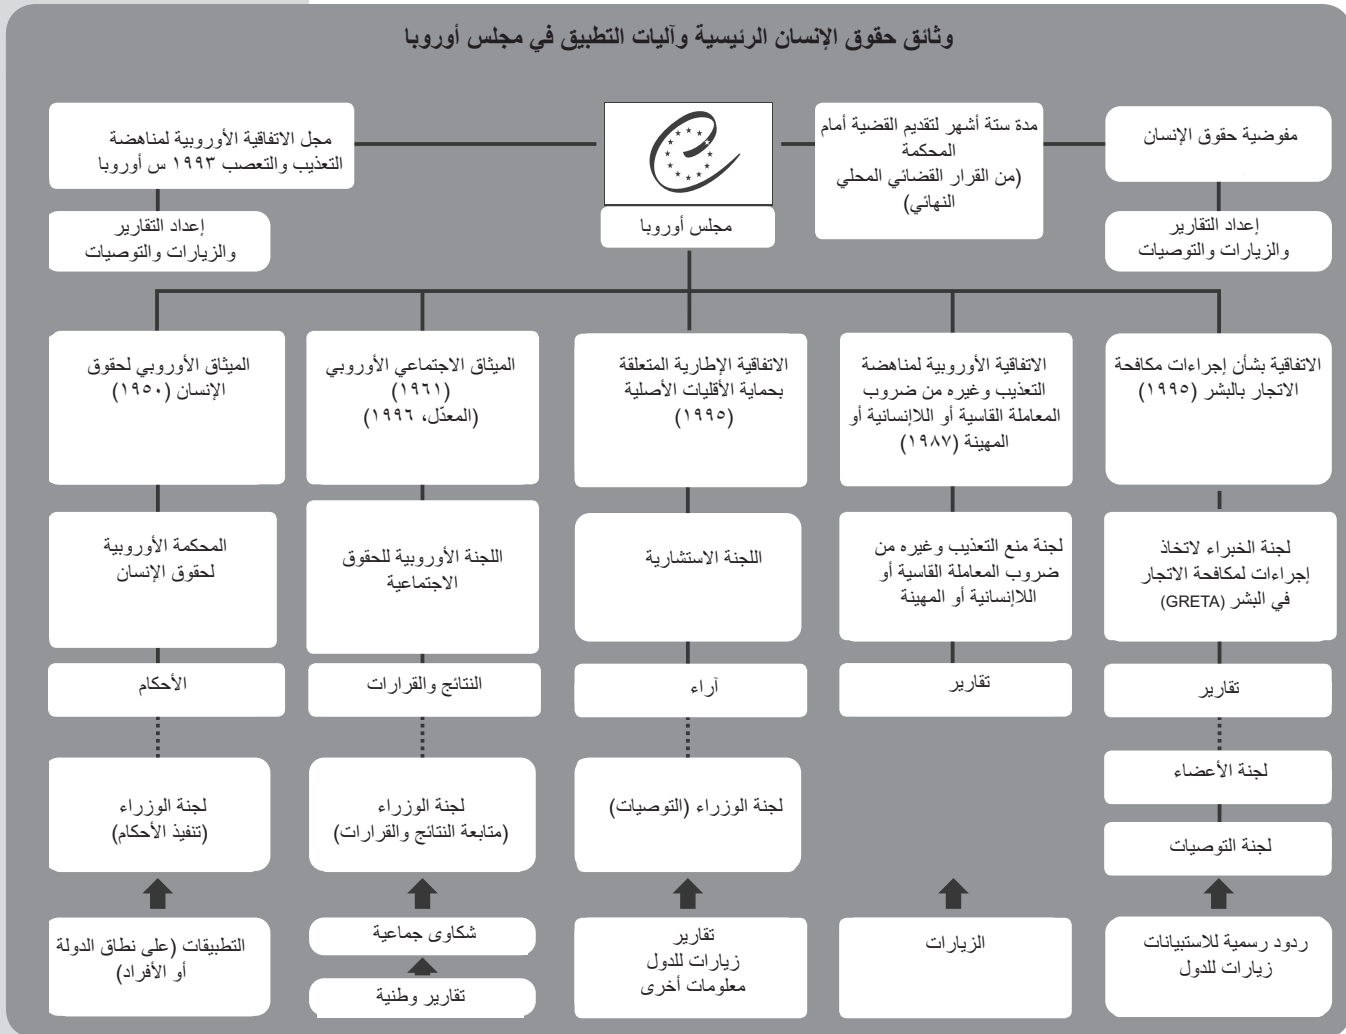 وثائق حقوق الإنسان الرئيسية وآليات التطبيق في مجلس أوروبا
مفوضية حقوق الإنسان
إعداد التقارير
والزيارات والتوصيات
مدة ستة أشهر لتقديم القضية أمام
المحكمة
(من القرار القضائي المحلي
النهائي)
مجلس أوروبا
مجل الاتفاقية الأوروبية لمناهضة
التعذيب والتعصب ١٩٩٣ س أوروبا
إعداد التقارير
والزيارات والتوصيات
الاتفاقية بشأن إجراءات مكافحة
الاتجار بالبشر (١٩٩٥)
الاتفاقية الأوروبية لمناهضة
التعذيب وغيره من ضروب
المعاملة القاسية أو اللاإنسانية أو
المهينة (١٩٨٧)
الاتفاقية الإطارية المتعلقة
بحماية الأقليات الأصلية
(١٩٩٥)
الميثاق الاجتماعي الأوروبي
(١٩٦١)
(المعدّل، ١٩٩٦)
الميثاق الأوروبي لحقوق
الإنسان (١٩٥٠)
لجنة الخبراء لاتخاذ
إجراءات لمكافحة الاتجار
في البشر (GRETA)
لجنة منع التعذيب وغيره من
ضروب المعاملة القاسية أو
اللاإنسانية أو المهينة
اللجنة الاستشارية
اللجنة الأوروبية للحقوق
الاجتماعية
المحكمة الأوروبية
لحقوق الإنسان
تقارير
تقارير
آراء
النتائج والقرارات
الأحكام
لجنة الأعضاء
لجنة التوصيات
لجنة الوزراء (التوصيات)
لجنة الوزراء
(متابعة النتائج والقرارات)
لجنة الوزراء
(تنفيذ الأحكام)
ردود رسمية للاستبيانات
زيارات للدول
الزيارات
تقارير
زيارات للدول
معلومات أخرى
شكاوى جماعية
تقارير وطنية
التطبيقات (على نطاق الدولة
أو الأفراد)